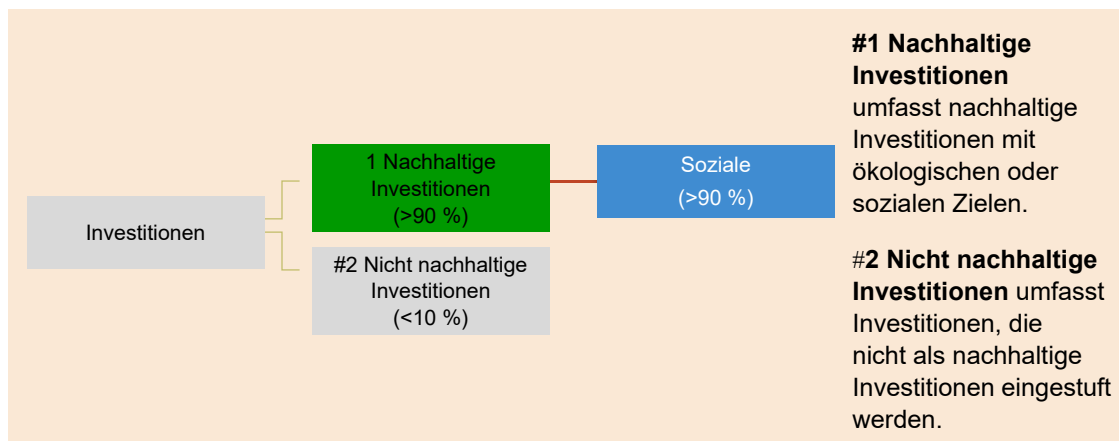 Investitionen
1 Nachhaltige
Investitionen
(>90 %)
Soziale
(>90 %)
#2 Nicht nachhaltige
Investitionen
(<10 %)
#1 Nachhaltige
Investitionen
umfasst nachhaltige
Investitionen mit
ökologischen oder
sozialen Zielen.
#2 Nicht nachhaltige
Investitionen umfasst
Investitionen, die
nicht als nachhaltige
Investitionen eingestuft
werden.